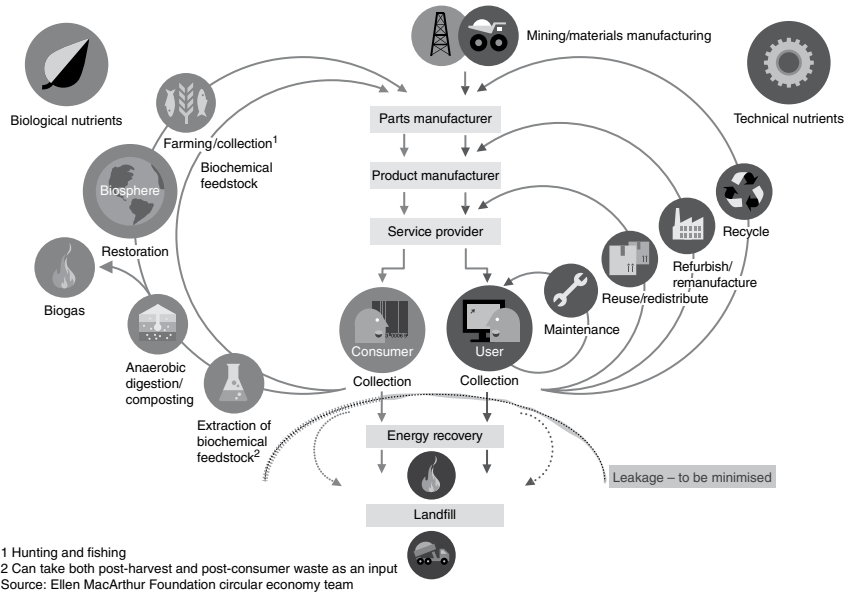 Mining/materials manufacturing
Biological nutrients
Technical nutrients
Farming/collection1
Biochemical
feedstock
Parts manufacturer
Product manufacturer
Service provider
Biosphere
Restoration
Biogas
Anaerobic
digestion/
composting
Extraction of
biochemical
feedstock2
Recycle
Refurbish/
remanufacture
Reuse/redistribute
Maintenance
Consumer
User
Collection
Collection
Energy recovery
Leakage – to be minimised
Landfill
1 Hunting and fishing
2 Can take both post-harvest and post-consumer waste as an input
Source: Ellen MacArthur Foundation circular economy team